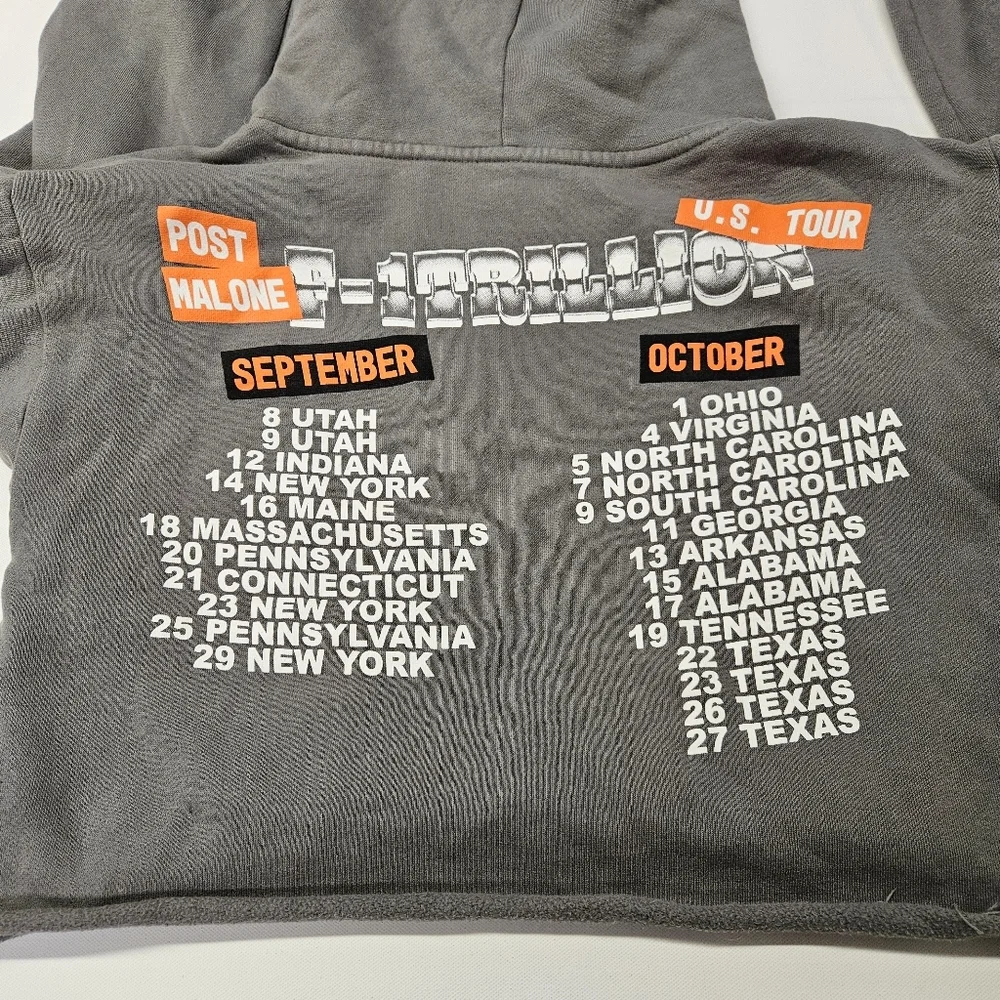 POST
MALONE
F-1TRILLION
U.S. TOUR
SEPTEMBER
8 UTAH
9 UTAH
12 INDIANA
14 NEW YORK
16 MAINE
18 MASSACHUSETTS
20 PENNSYLVANIA
21 CONNECTICUT
23 NEW YORK
25 PENNSYLVANIA
29 NEW YORK
OCTOBER
1 OHIO
4 VIRGINIA
5 NORTH CAROLINA
7 NORTH CAROLINA
9 SOUTH CAROLINA
11 GEORGIA
13 ARKANSAS
15 ALABAMA
17 ALABAMA
19 TENNESSEE
22 TEXAS
23 TEXAS
26 TEXAS
27 TEXAS